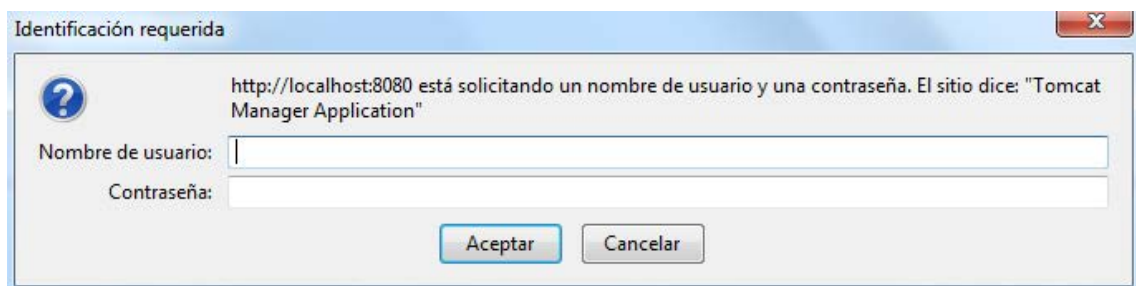 Identificación requerida
http://localhost:8080 está solicitando un nombre de usuario y una contraseña. El sitio dice: "Tomcat
Manager Application"
Nombre de usuario:
Contraseña:
Aceptar Cancelar